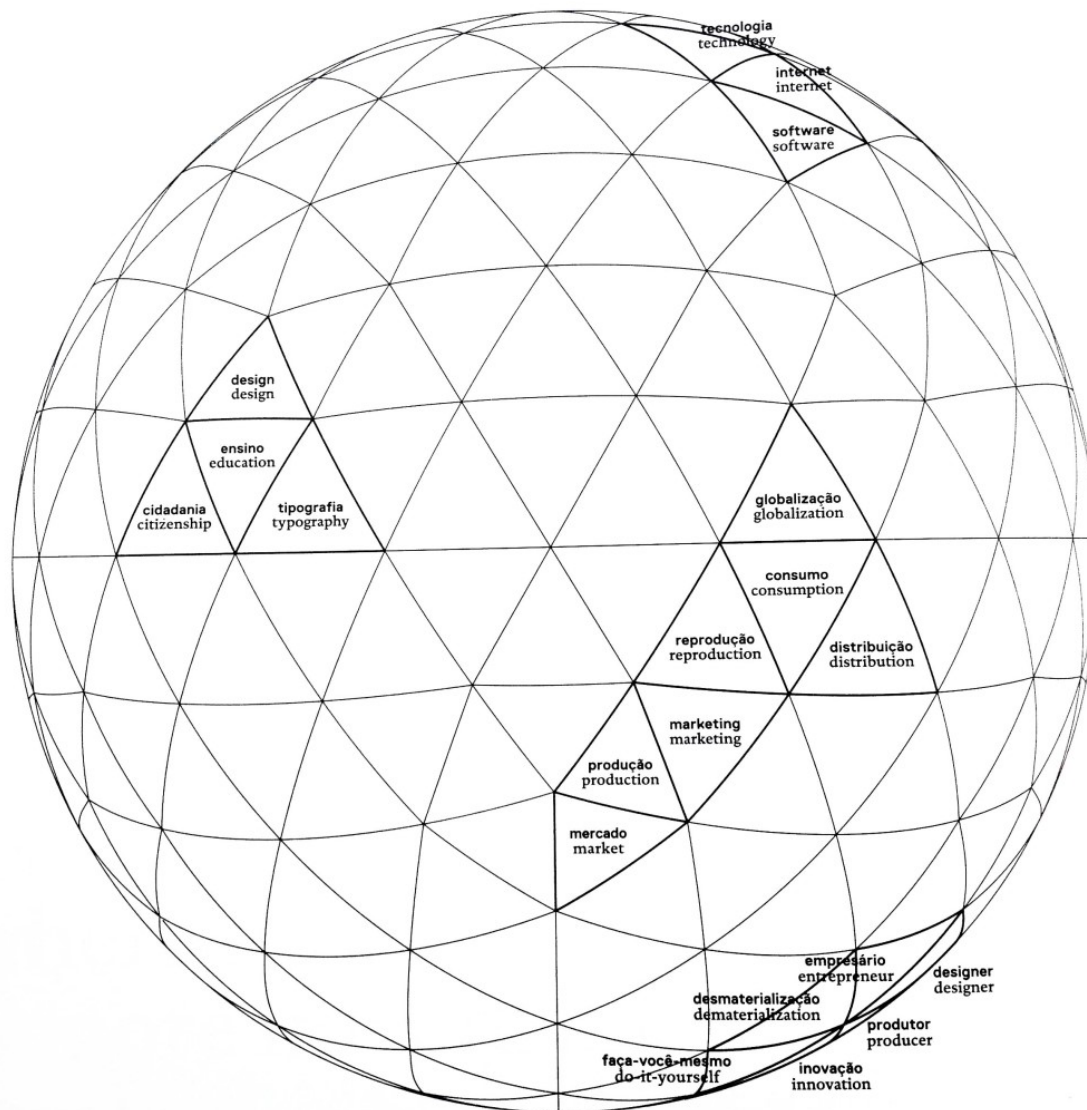 tecnologia
technology
internet
internet
software
software
design
design
ensino
education
cidadania
citizenship
tipografia
typography
globalização
globalization
consumo
consumption
reprodução
reproduction
distribuição
distribution
marketing
marketing
produção
production
mercado
market
empresário
entrepreneur
designer
designer
desmaterialização
dematerialization
produtor
producer
faça-você-mesmo
do-it-yourself
inovação
innovation